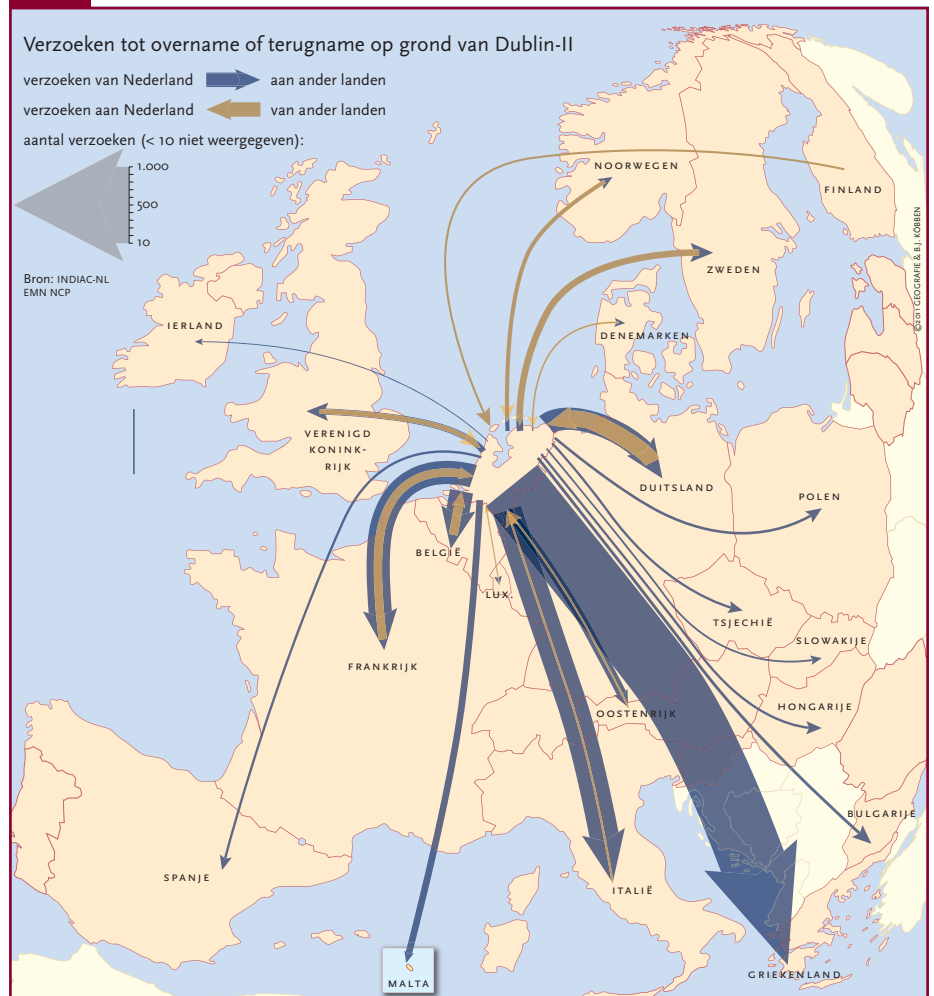 Verzoeken tot overname of terugname op grond van Dublin-II
verzoeken van Nederland aan ander landen
verzoeken aan Nederland van ander landen
aantal verzoeken (< 10 niet weergegeven):
1.000
500
10
Bron: INDIAC-NL
EMN NCP
NOORWEGEN
FINLAND
©2011 GEOGRAFIE & B.J. KÖBBEN
ZWEDEN
IERLAND
DENEMARKEN
VERENIGD
KONINK-
RIJK
DUITSLAND
POLEN
BELGIË
LUX.
TSJECHIË
SLOWAKIJE
FRANKRIJK
HONGARIJE
OOSTENRIJK
BULGARIJE
SPANJE
ITALIË
GRIEKENLAND
MALTA